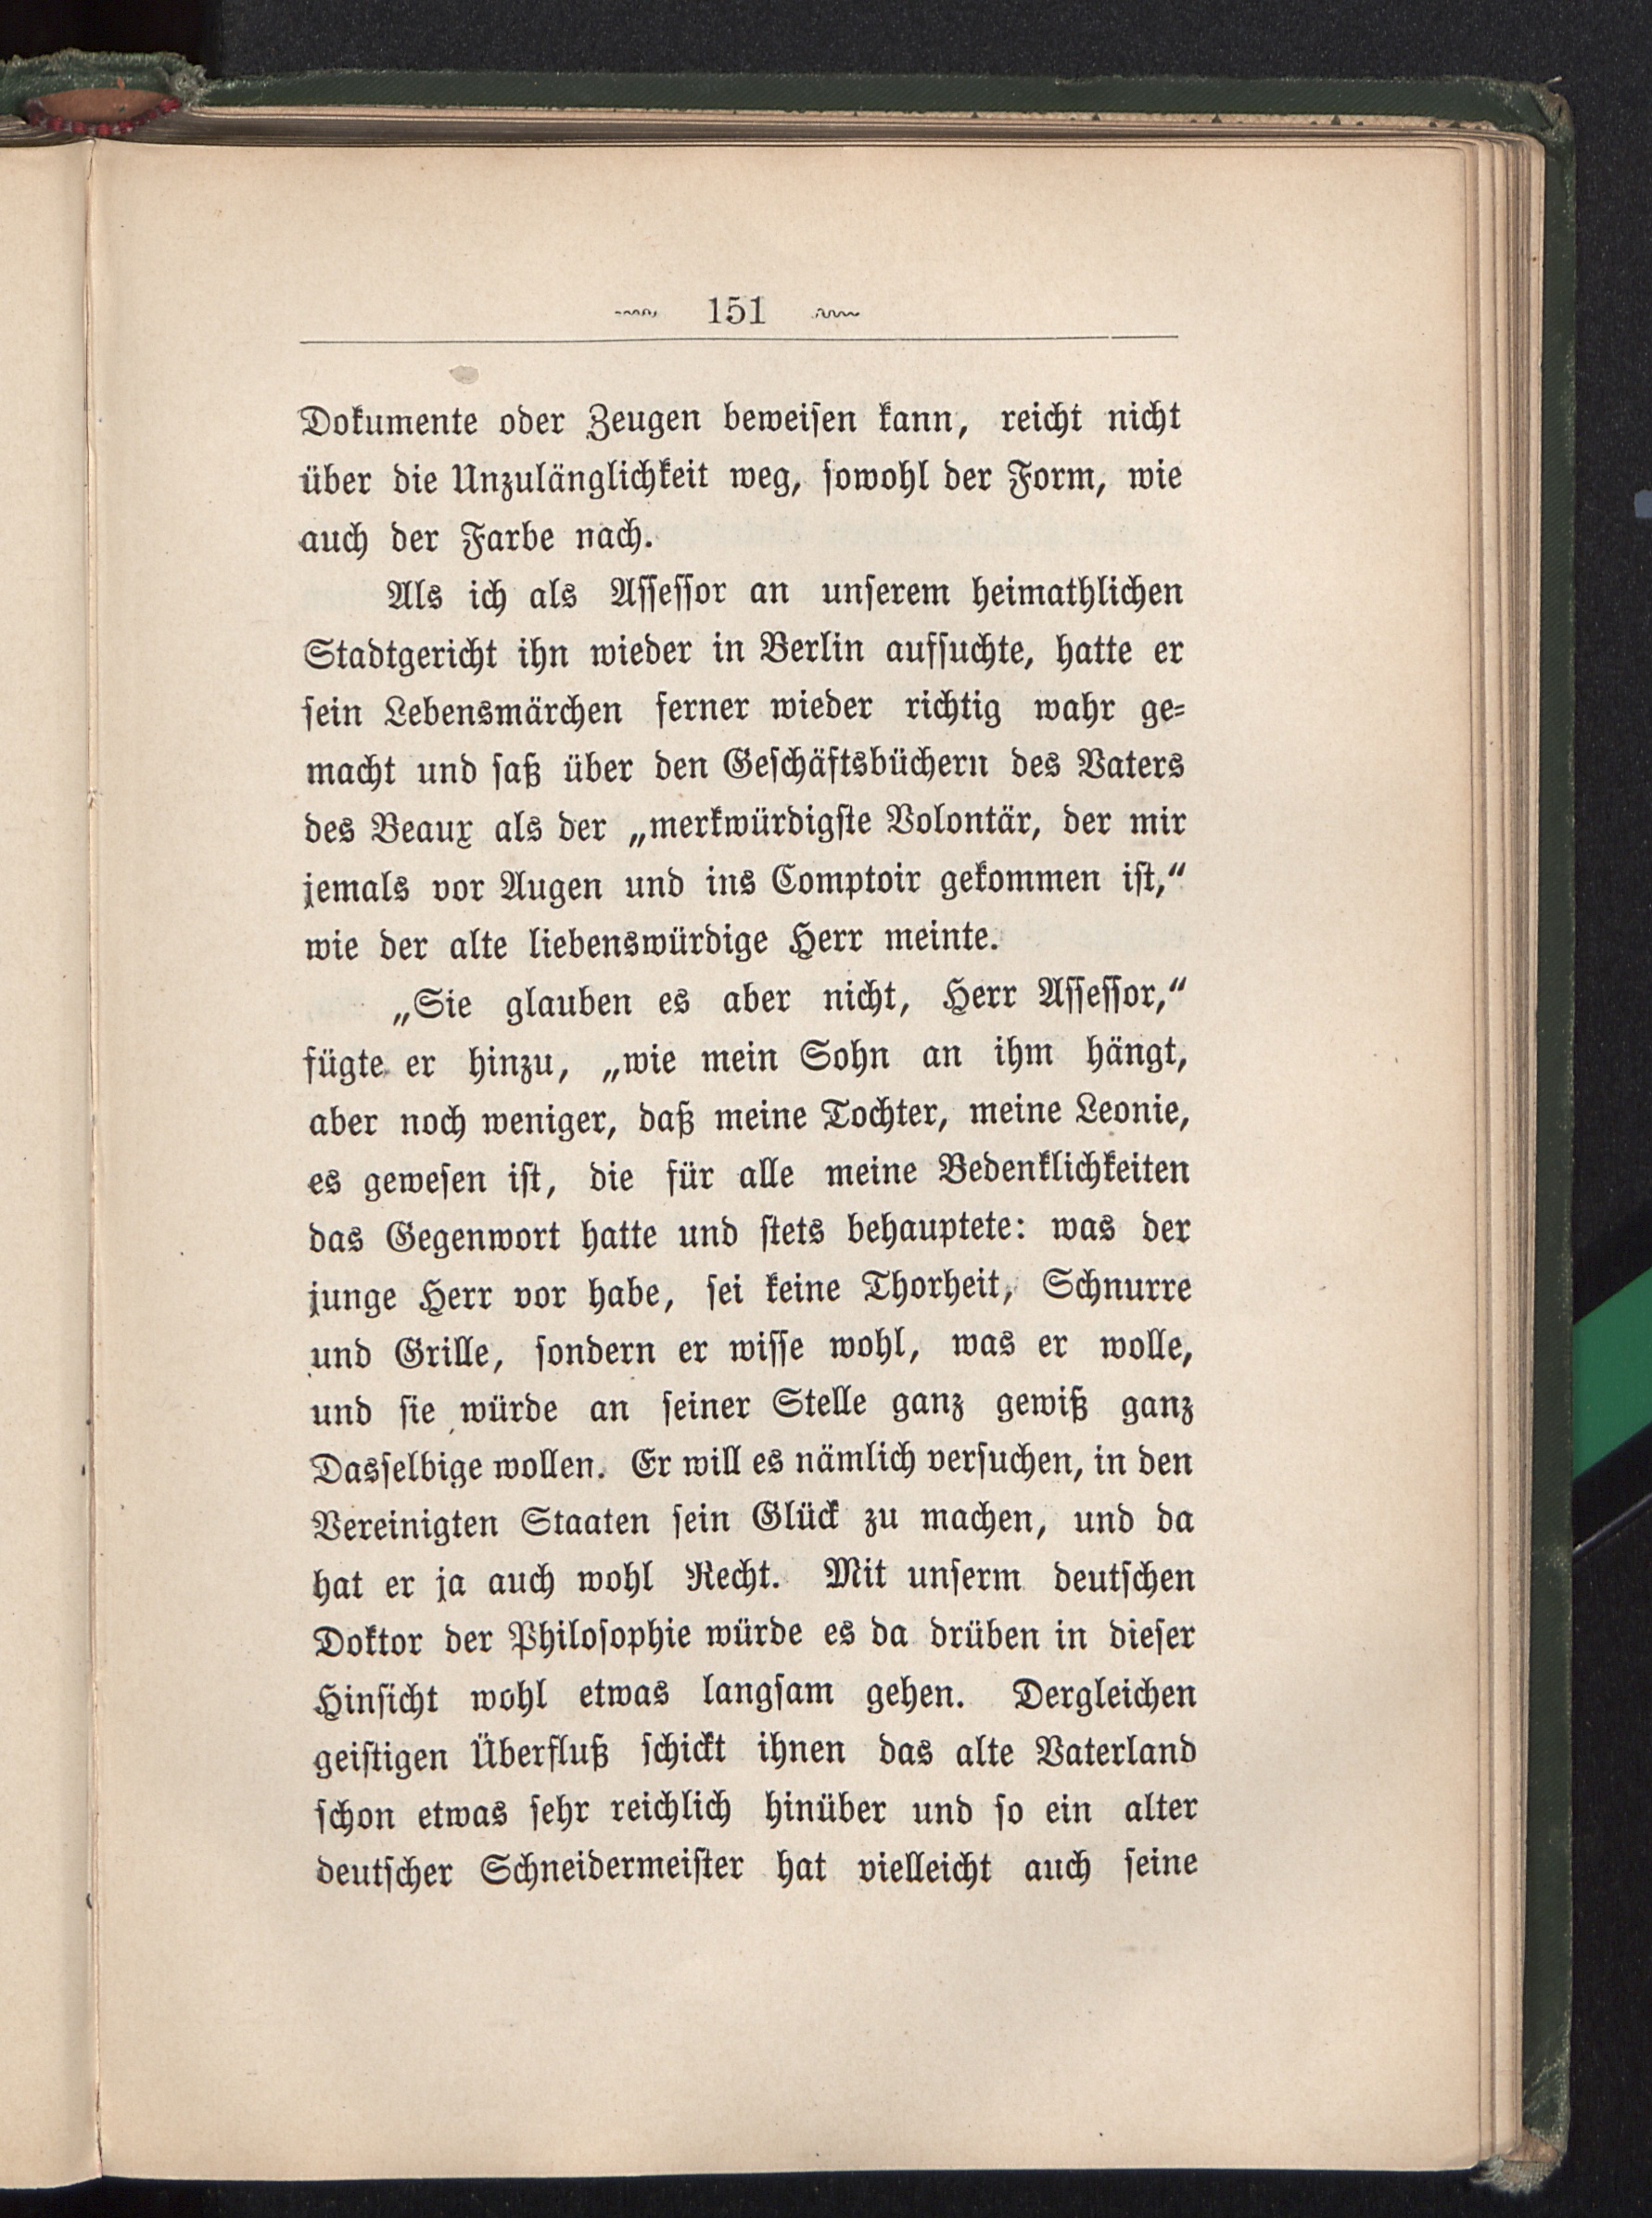 151
Dokumente oder Zeugen beweiſen kann, reicht nicht
über die Unzulänglichkeit weg, ſowohl der Form, wie
auch der Farbe nach.
Als ich als Aſſeſſor an unſerem heimathlichen
Stadtgericht ihn wieder in Berlin aufſuchte, hatte er
ſein Lebensmärchen ferner wieder richtig wahr ge⸗
macht und ſaß über den Geſchäftsbüchern des Vaters
des Beaux als der „merkwürdigſte Volontär, der mir
jemals vor Augen und ins Comptoir gekommen iſt,“
wie der alte liebenswürdige Herr meinte.
„Sie glauben es aber nicht, Herr Aſſeſſor,“
fügte er hinzu, „wie mein Sohn an ihm hängt,
aber noch weniger, daß meine Tochter, meine Leonie,
es geweſen iſt, die für alle meine Bedenklichkeiten
das Gegenwort hatte und ſtets behauptete: was der
junge Herr vor habe, ſei keine Thorheit, Schnurre
und Grille, ſondern er wiſſe wohl, was er wolle,
und ſie würde an ſeiner Stelle ganz gewiß ganz
Dasſelbige wollen. Er will es nämlich verſuchen, in den
Vereinigten Staaten ſein Glück zu machen, und da
hat er ja auch wohl Recht. Mit unſerm deutſchen
Doktor der Philoſophie würde es da drüben in dieſer
Hinſicht wohl etwas langſam gehen. Dergleichen
geiſtigen Überfluß ſchickt ihnen das alte Vaterland
ſchon etwas ſehr reichlich hinüber und ſo ein alter
deutſcher Schneidermeiſter hat vielleicht auch ſeine